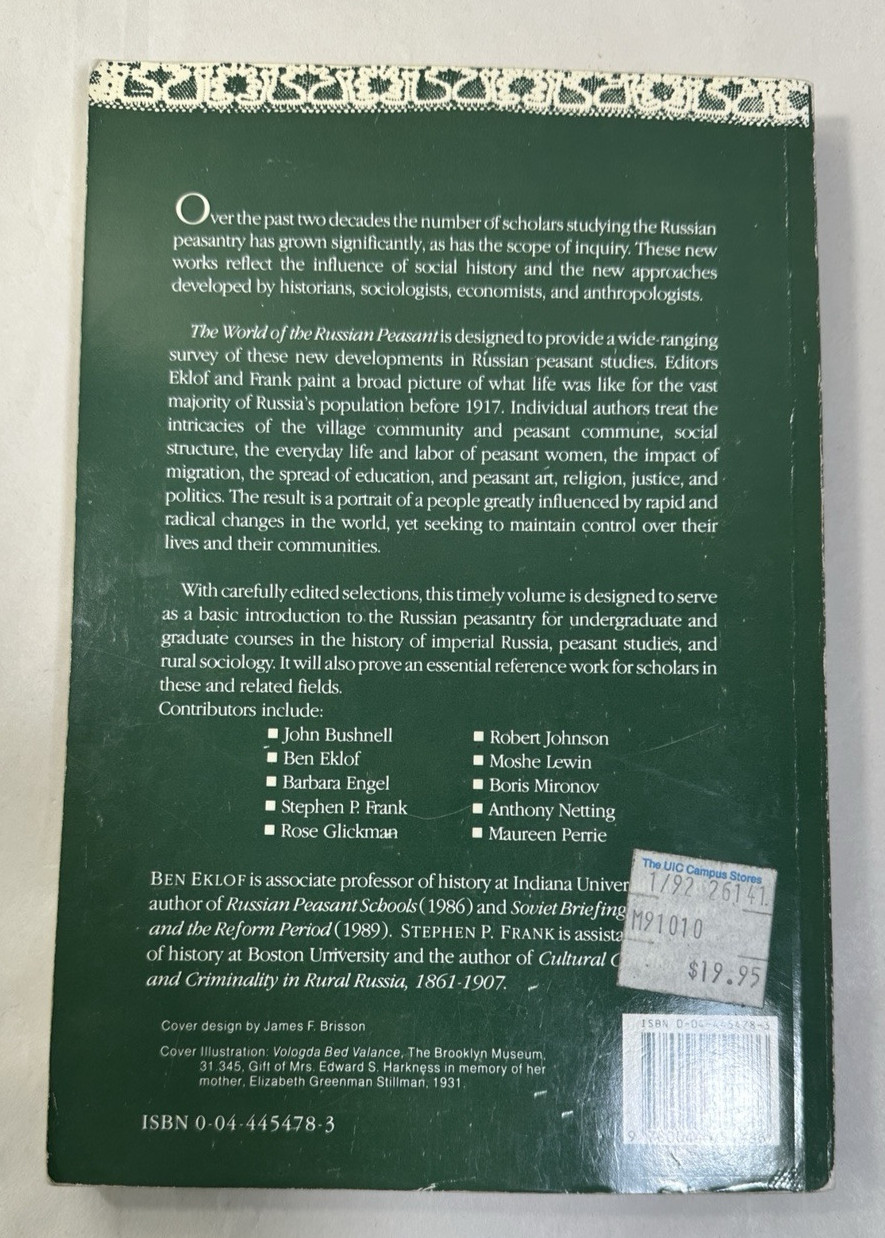 Over the past two decades the number of scholars studying the Russian
peasantry has grown significantly, as has the scope of inquiry. These new
works reflect the influence of social history and the new approaches
developed by historians, sociologists, economists, and anthropologists.
The World of the Russian Peasant is designed to provide a wide-ranging
survey of these new developments in Russian peasant studies. Editors
Eklof and Frank paint a broad picture of what life was like for the vast
majority of Russia's population before 1917. Individual authors treat the
intricacies of the village community and peasant commune, social
structure, the everyday life and labor of peasant women, the impact of
migration, the spread of education, and peasant art, religion, justice, and
politics. The result is a portrait of a people greatly influenced by rapid and
radical changes in the world, yet seeking to maintain control over their
lives and their communities.
With carefully edited selections, this timely volume is designed to serve
as a basic introduction to the Russian peasantry for undergraduate and
graduate courses in the history of imperial Russia, peasant studies, and
rural sociology. It will also prove an essential reference work for scholars in
these and related fields.
Contributors include:
■ John Bushnell
■ Ben Eklof
■ Barbara Engel
■ Stephen P. Frank
■ Rose Glickman
■ Robert Johnson
■ Moshe Lewin
■ Boris Mironov
■ Anthony Netting
■ Maureen Perrie
BEN EKLOF is associate professor of history at Indiana Univer
author of Russian Peasant Schools (1986) and Soviet Briefing
and the Reform Period (1989). STEPHEN P. FRANK is assista
of history at Boston University and the author of Cultural C
and Criminality in Rural Russia, 1861-1907.
The UIC Campus Stores
1/92 26141
M91010
$19.95
Cover design by James F. Brisson
Cover Illustration: Vologda Bed Valance, The Brooklyn Museum,
31.345, Gift of Mrs. Edward S. Harkness in memory of her
mother, Elizabeth Greenman Stillman, 1931.
ISBN 0-04-445478-3
ISBN 0-04-445478-3